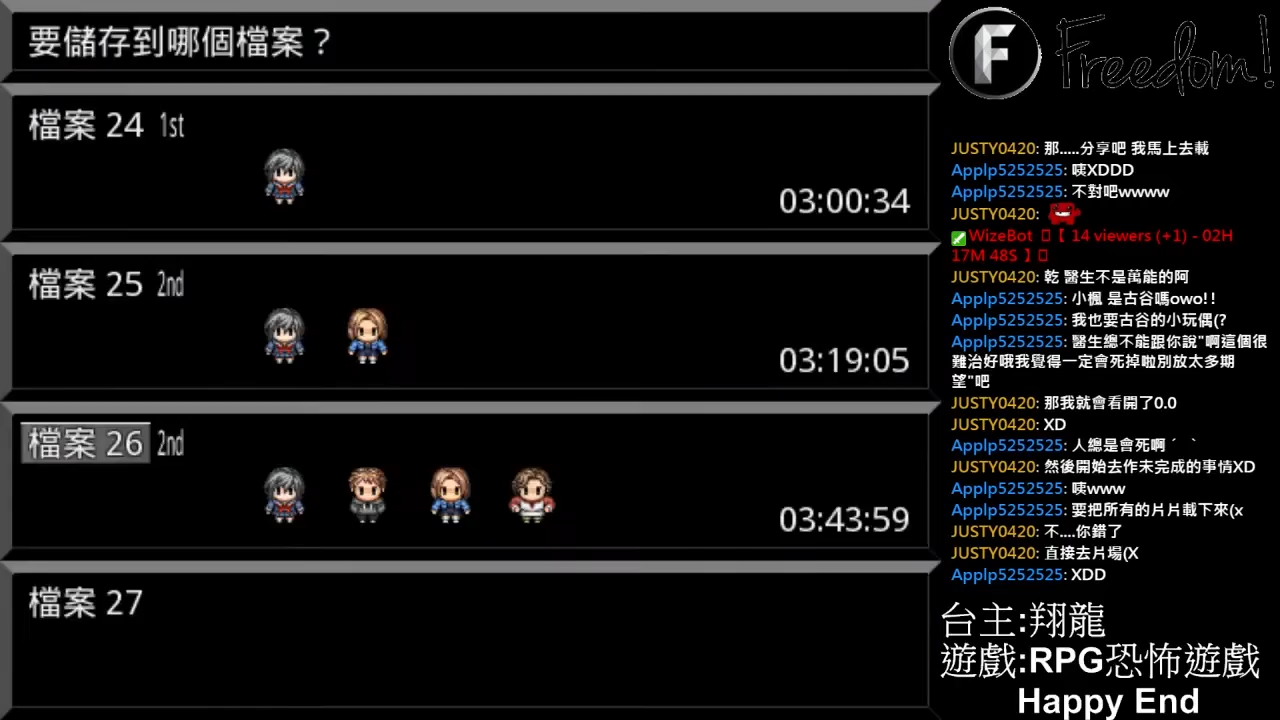 要儲存到哪個檔案？
檔案 24 1st
03:00:34
檔案 25 2nd
03:19:05
檔案 26 2nd
03:43:59
檔案 27
F Freedom!
JUSTY0420: 那.....分享吧 我馬上去載
Applp5252525: 咦XDDD
Applp5252525: 不對吧wwww
JUSTY0420:
WizeBot 【 14 viewers (+1) - 02H
17M 48S 】
JUSTY0420: 乾 醫生不是萬能的阿
Applp5252525: 小楓 是古谷嗎owo!!
Applp5252525: 我也要古谷的小玩偶(?
Applp5252525: 醫生總不能跟你說"啊這個很
難治好哦我覺得一定會死掉啦別放太多期
望"吧
JUSTY0420: 那我就會看開了0.0
JUSTY0420: XD
Applp5252525: 人總是會死啊ˊˋ
JUSTY0420: 然後開始去作未完成的事情XD
Applp5252525: 咦www
Applp5252525: 要把所有的片片載下來(x
JUSTY0420: 不....你錯了
JUSTY0420: 直接去片場(X
Applp5252525: XDD
台主:翔龍
遊戲:RPG恐怖遊戲
Happy End